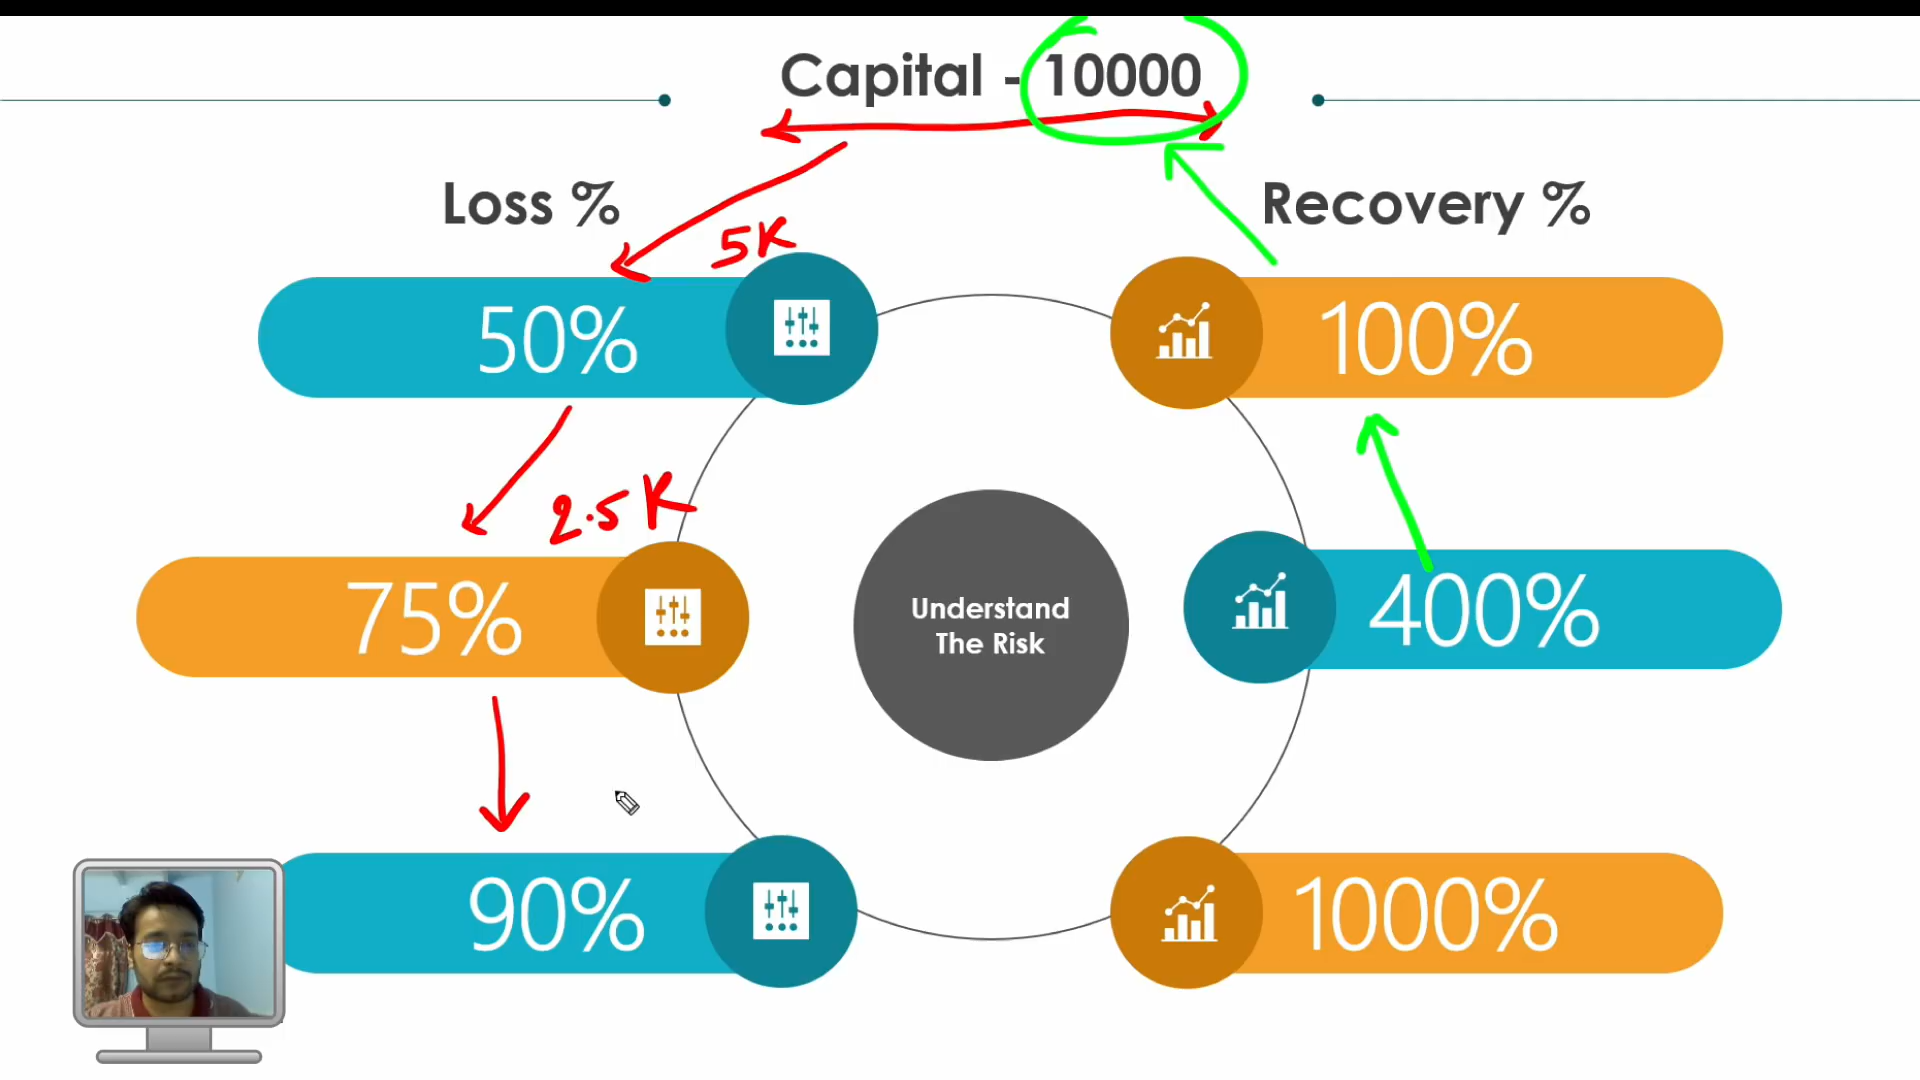 Capital - 10000
Loss %
Recovery %
5K
50%
100%
2.5K
75%
Understand
The Risk
400%
90%
1000%